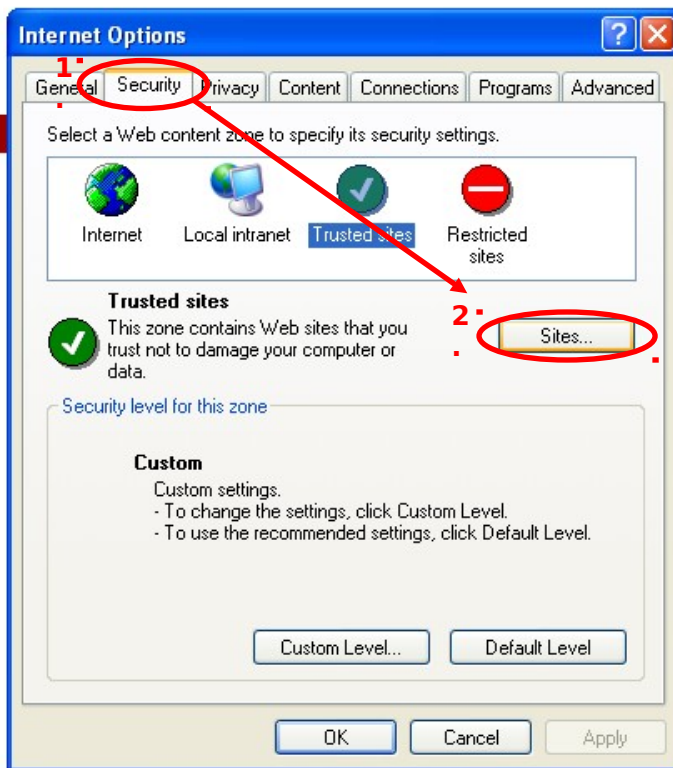 Internet Options
1.
General Security Privacy Content Connections Programs Advanced
Select a Web content zone to specify its security settings.
Internet Local intranet Trusted sites Restricted sites
Trusted sites
This zone contains Web sites that you
trust not to damage your computer or
data.
2.
Sites...
Security level for this zone
Custom
Custom settings.
- To change the settings, click Custom Level.
- To use the recommended settings, click Default Level.
Custom Level... Default Level
OK Cancel Apply